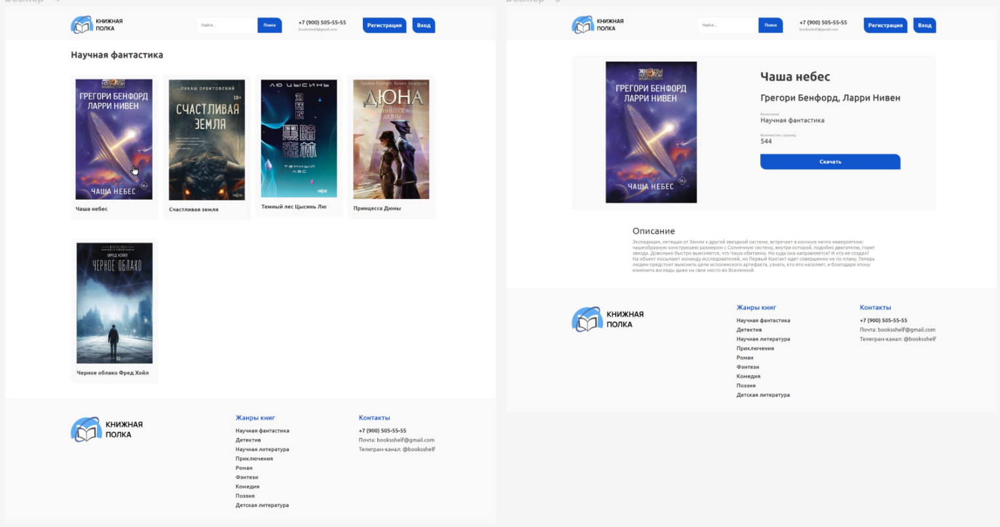 Desktop - 4
КНИЖНАЯ
ПОЛКА
Найти...
Поиск
+7 (900) 505-55-55
booksshelf@gmail.com
Регистрация
Вход
Научная фантастика
ЗВЕЗДЫ
НАУЧНОЙ
ФАНТАСТИКИ
ГРЕГОРИ БЕНФОРД
ЛАРРИ НИВЕН
18+
ЧАША НЕБЕС
Чаша небес
ЛУКАШ ОРБИТОВСКИЙ
18+
СЧАСТЛИВАЯ
ЗЕМЛЯ
Счастливая земля
ЛЮ ЦЫСИНЬ
刘慈欣
黑暗
森林
ТЕМНЫЙ
ЛЕС
Темный лес Цысинь Лю
Брайан Герберт, Кевин Андерсон
ДЮНА
ПРИНЦЕССА
ДЮНЫ
Принцесса Дюны
ФРЕД ХОЙЛ
ЧЕРНОЕ ОБЛАКО
Черное облако Фред Хойл
КНИЖНАЯ
ПОЛКА
Жанры книг
Научная фантастика
Детектив
Научная литература
Приключения
Роман
Фэнтези
Комедия
Поэзия
Детская литература
Контакты
+7 (900) 505-55-55
Почта: booksshelf@gmail.com
Телеграм-канал: @booksshelf
КНИЖНАЯ
ПОЛКА
Найти...
Поиск
+7 (900) 505-55-55
booksshelf@gmail.com
Регистрация
Вход
ЗВЕЗДЫ
НАУЧНОЙ
ФАНТАСТИКИ
ГРЕГОРИ БЕНФОРД
ЛАРРИ НИВЕН
18+
ЧАША НЕБЕС
Чаша небес
Грегори Бенфорд, Ларри Нивен
Категория:
Научная фантастика
Количество страниц:
544
Скачать
Описание
Экспедиция, летящая от Земли к другой звездной системе, встречает в космосе нечто невероятное:
чашеобразную конструкцию размером с Солнечную систему, внутри которой, подобно двигателю, горит
звезда. Довольно быстро выясняется, что Чаша обитаема. Но куда она направляется? И кто ее создал?
На объект посылают команду исследователей, но Первый Контакт идет совершенно не по плану. Теперь
людям предстоит выяснить цели исполинского артефакта, узнать, кто его населяет, и благодаря этому
изменить взгляды даже на свое место во Вселенной.
КНИЖНАЯ
ПОЛКА
Жанры книг
Научная фантастика
Детектив
Научная литература
Приключения
Роман
Фэнтези
Комедия
Поэзия
Детская литература
Контакты
+7 (900) 505-55-55
Почта: booksshelf@gmail.com
Телеграм-канал: @booksshelf